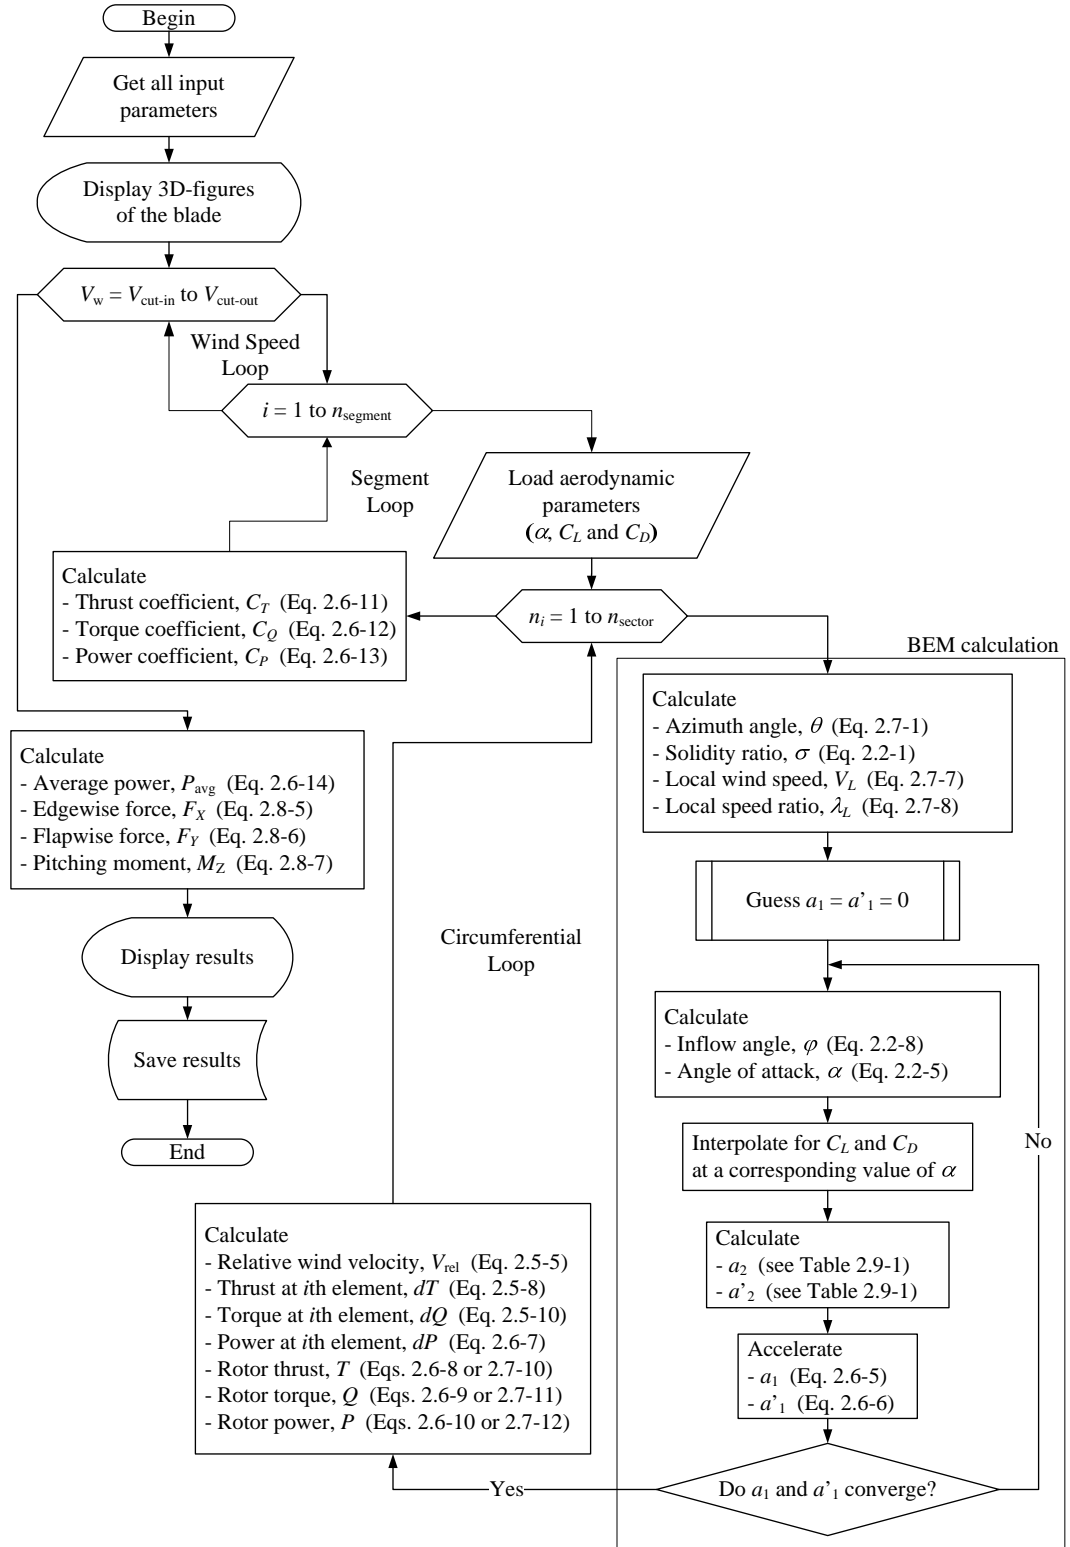 Begin
Get all input
parameters
Display 3D-figures
of the blade
V_w = V_cut-in to V_cut-out
Wind Speed
Loop
i = 1 to n_segment
Segment
Loop
Load aerodynamic
parameters
(α, C_L and C_D)
Calculate
- Thrust coefficient, C_T (Eq. 2.6-11)
- Torque coefficient, C_Q (Eq. 2.6-12)
- Power coefficient, C_P (Eq. 2.6-13)
n_i = 1 to n_sector
BEM calculation
Calculate
- Azimuth angle, θ (Eq. 2.7-1)
- Solidity ratio, σ (Eq. 2.2-1)
- Local wind speed, V_L (Eq. 2.7-7)
- Local speed ratio, λ_L (Eq. 2.7-8)
Calculate
- Average power, P_avg (Eq. 2.6-14)
- Edgewise force, F_X (Eq. 2.8-5)
- Flapwise force, F_Y (Eq. 2.8-6)
- Pitching moment, M_Z (Eq. 2.8-7)
Guess a_1 = a’_1 = 0
Circumferential
Loop
Display results
Save results
End
Calculate
- Inflow angle, φ (Eq. 2.2-8)
- Angle of attack, α (Eq. 2.2-5)
No
Interpolate for C_L and C_D
at a corresponding value of α
Calculate
- a_2 (see Table 2.9-1)
- a’_2 (see Table 2.9-1)
Accelerate
- a_1 (Eq. 2.6-5)
- a’_1 (Eq. 2.6-6)
Do a_1 and a’_1 converge?
Yes
Calculate
- Relative wind velocity, V_rel (Eq. 2.5-5)
- Thrust at ith element, dT (Eq. 2.5-8)
- Torque at ith element, dQ (Eq. 2.5-10)
- Power at ith element, dP (Eq. 2.6-7)
- Rotor thrust, T (Eqs. 2.6-8 or 2.7-10)
- Rotor torque, Q (Eqs. 2.6-9 or 2.7-11)
- Rotor power, P (Eqs. 2.6-10 or 2.7-12)